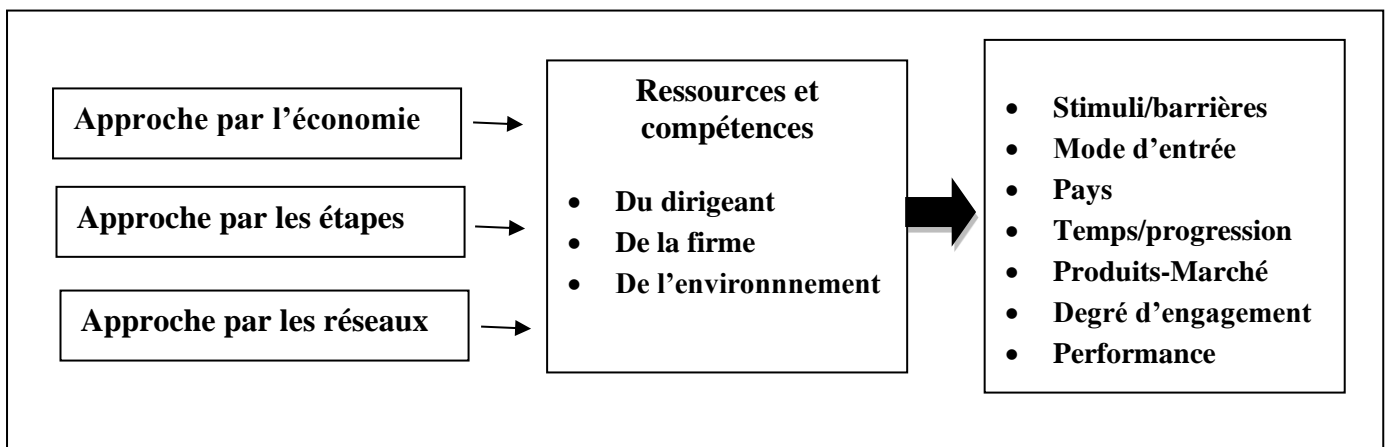 Approche par l’économie
Approche par les étapes
Approche par les réseaux
Ressources et
compétences
• Du dirigeant
• De la firme
• De l’environnnement
• Stimuli/barrières
• Mode d’entrée
• Pays
• Temps/progression
• Produits-Marché
• Degré d’engagement
• Performance